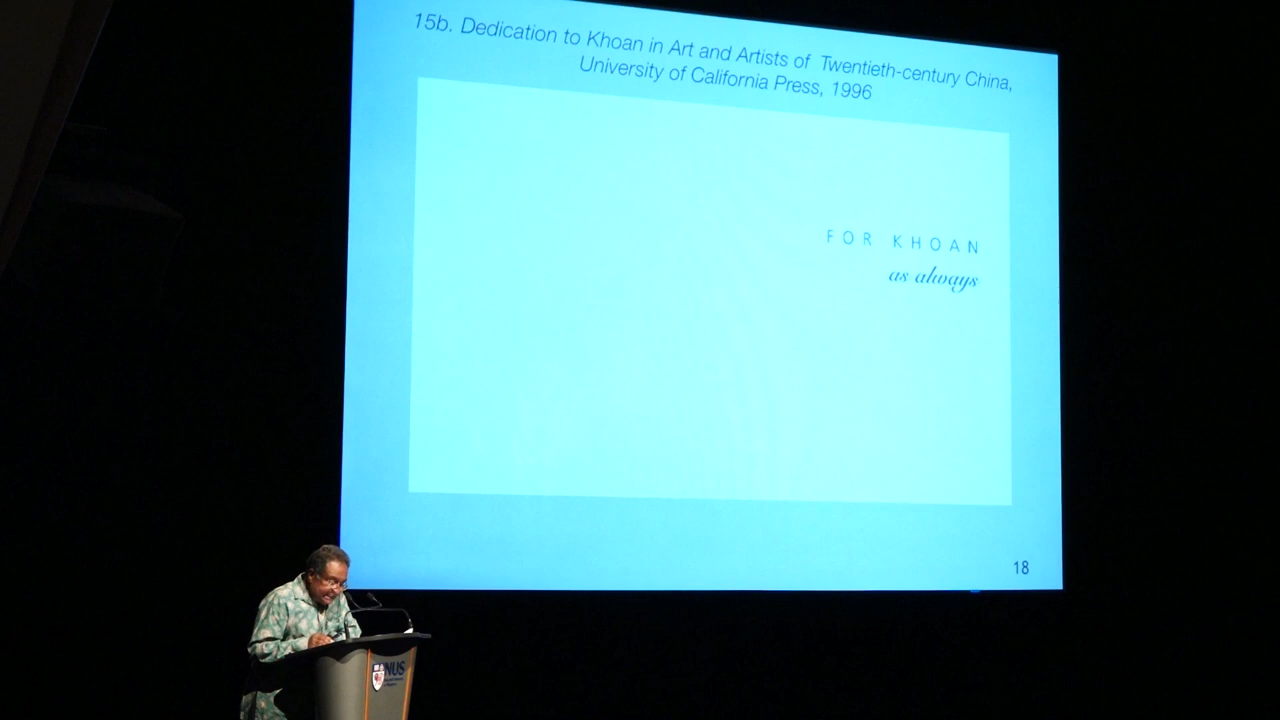 15b. Dedication to Khoan in Art and Artists of Twentieth-century China,
University of California Press, 1996
FOR KHOAN
as always
18
NUS